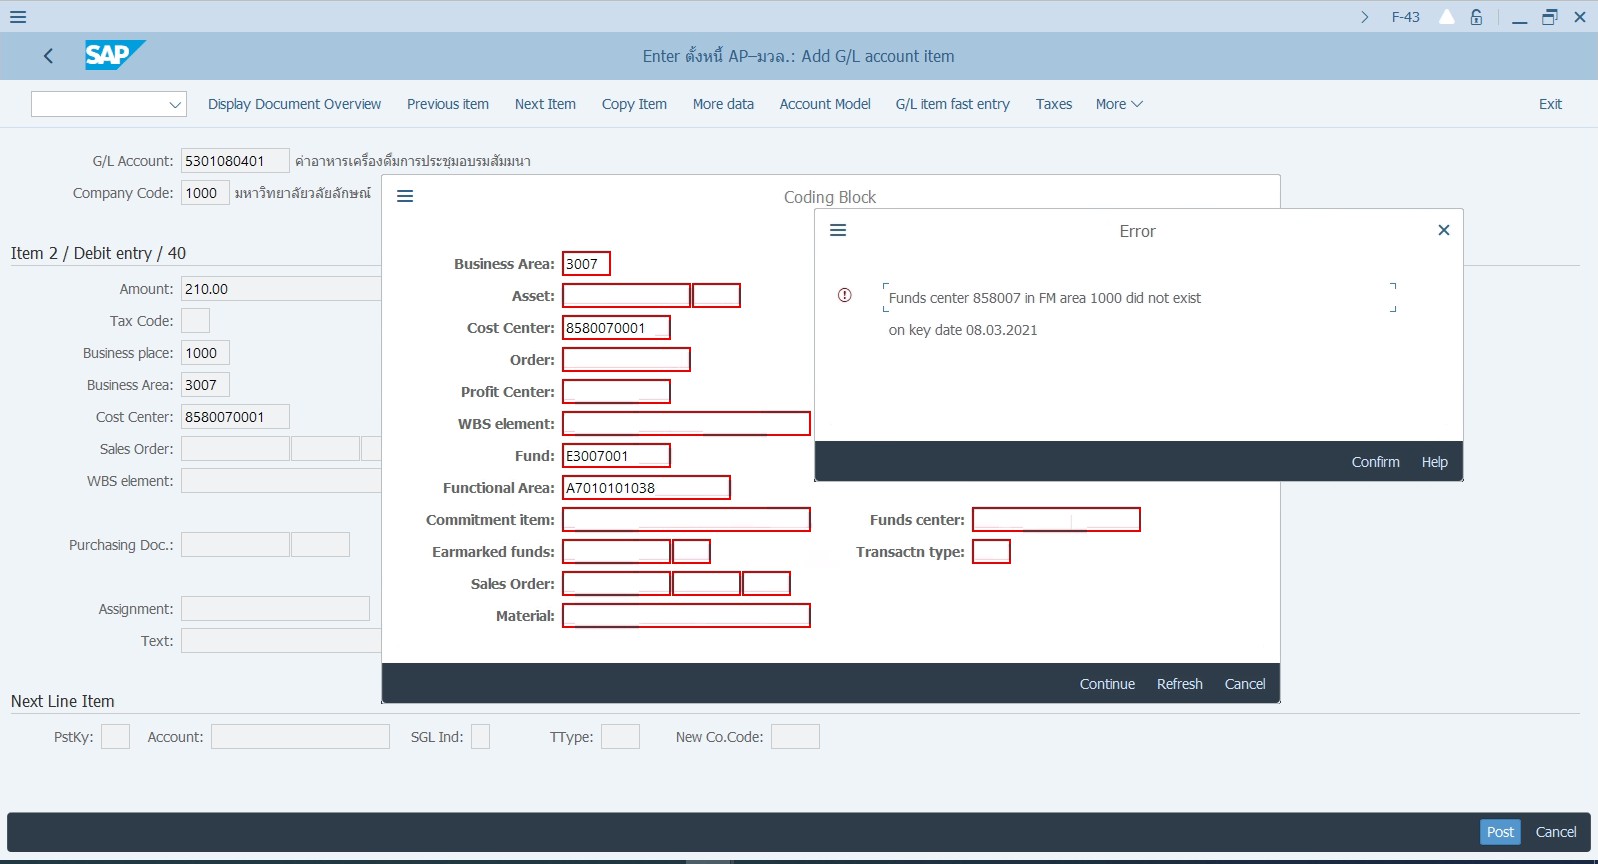 F-43
SAP
Enter ตั้งหนี้ AP–มวล.: Add G/L account item
Display Document Overview Previous item Next Item Copy Item More data Account Model G/L item fast entry Taxes More Exit
G/L Account: 5301080401 ค่าอาหารเครื่องดื่มการประชุมอบรมสัมมนา
Company Code: 1000 มหาวิทยาลัยวลัยลักษณ์
Item 2 / Debit entry / 40
Amount: 210.00
Tax Code:
Business place: 1000
Business Area: 3007
Cost Center: 8580070001
Sales Order:
WBS element:
Purchasing Doc.:
Assignment:
Text:
Coding Block
Business Area: 3007
Asset:
Cost Center: 8580070001
Order:
Profit Center:
WBS element:
Fund: E3007001
Functional Area: A7010101038
Commitment item: Funds center:
Earmarked funds: Transactn type:
Sales Order:
Material:
Continue Refresh Cancel
Error
Funds center 858007 in FM area 1000 did not exist
on key date 08.03.2021
Confirm Help
Next Line Item
PstKy: Account: SGL Ind: TType: New Co.Code:
Post Cancel